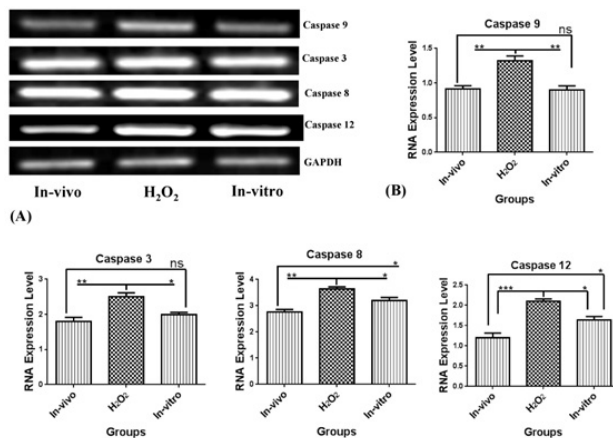 Caspase 9
Caspase 3
Caspase 8
Caspase 12
GAPDH
In-vivo H₂O₂ In-vitro
(A)
Caspase 9
ns
** **
RNA Expression Level
1.5
1.0
0.5
0.0
In-vivo H₂O₂ In-vitro
Groups
(B)
Caspase 3
ns
** *
RNA Expression Level
2
1
0
In-vivo H₂O₂ In-vitro
Groups
Caspase 8
*
** *
RNA Expression Level
4
3
2
1
0
In-vivo H₂O₂ In-vitro
Groups
Caspase 12
*
*** *
RNA Expression Level
2.5
2.0
1.5
1.0
0.5
0.0
In-vivo H₂O₂ In-vitro
Groups